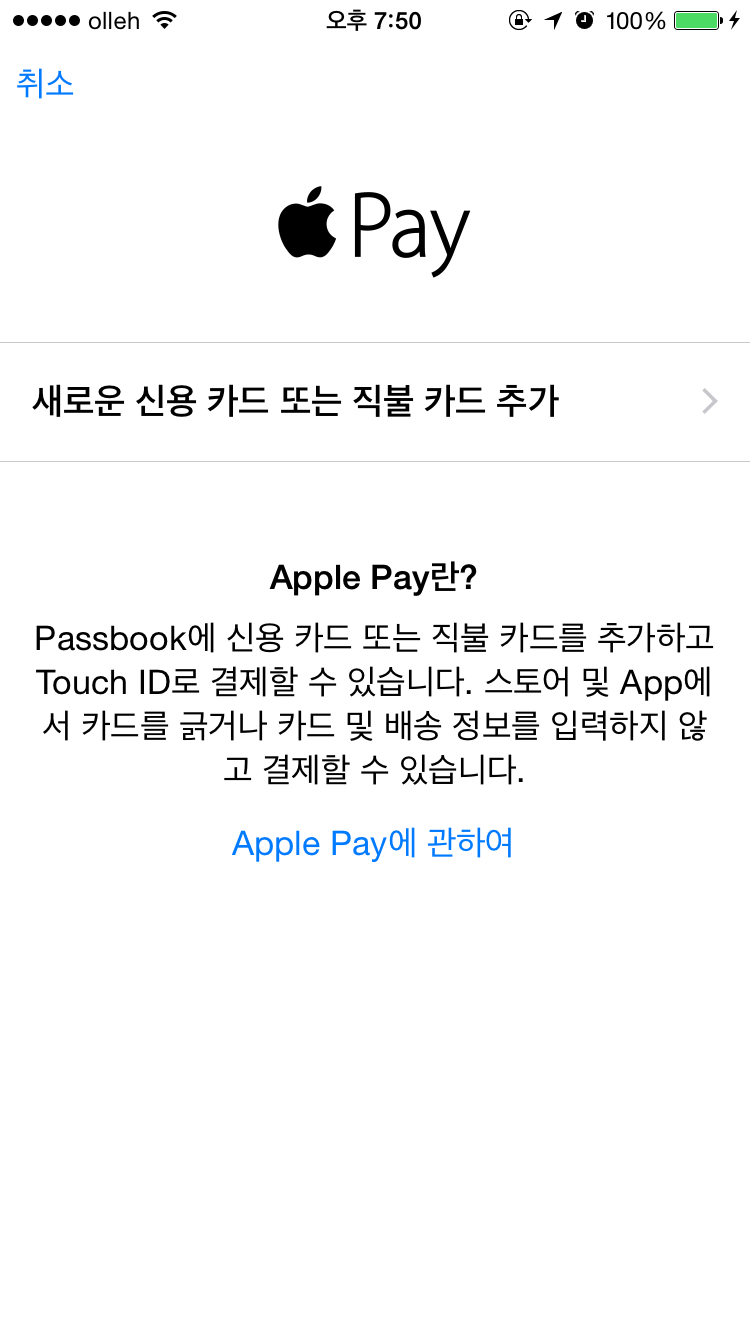 olleh 오후 7:50 100%
취소
Pay
새로운 신용 카드 또는 직불 카드 추가
Apple Pay란?
Passbook에 신용 카드 또는 직불 카드를 추가하고
Touch ID로 결제할 수 있습니다. 스토어 및 App에
서 카드를 긁거나 카드 및 배송 정보를 입력하지 않
고 결제할 수 있습니다.
Apple Pay에 관하여